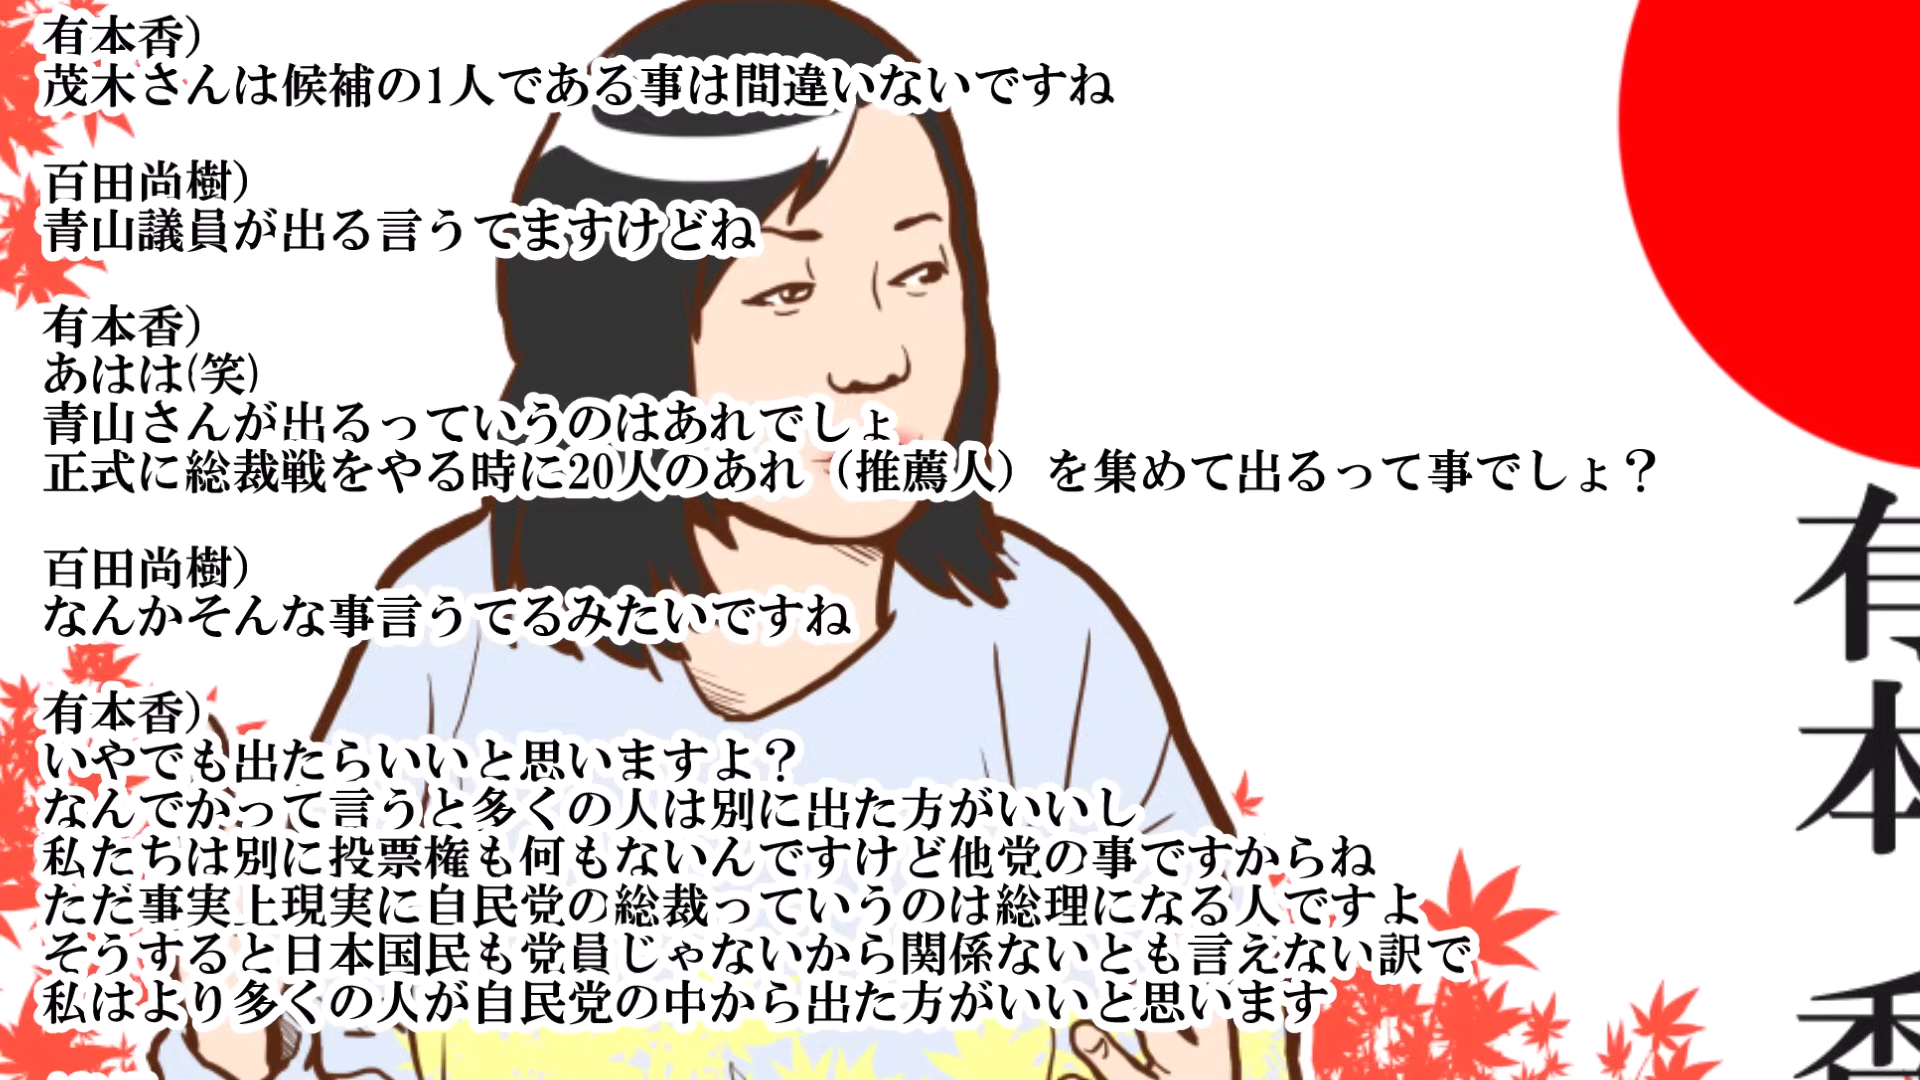 有本香)
茂木さんは候補の1人である事は間違いないですね
百田尚樹)
青山議員が出る言うてますけどね
有本香)
あはは(笑)
青山さんが出るっていうのはあれでしょ
正式に総裁戦をやる時に20人のあれ（推薦人）を集めて出るって事でしょ？
百田尚樹)
なんかそんな事言うてるみたいですね
有本香)
いやでも出たらいいと思いますよ？
なんでかって言うと多くの人は別に出た方がいいし
私たちは別に投票権も何もないんですけど他党の事ですからね
ただ事実上現実に自民党の総裁っていうのは総理になる人ですよ
そうすると日本国民も党員じゃないから関係ないとも言えない訳で
私はより多くの人が自民党の中から出た方がいいと思います
有本香